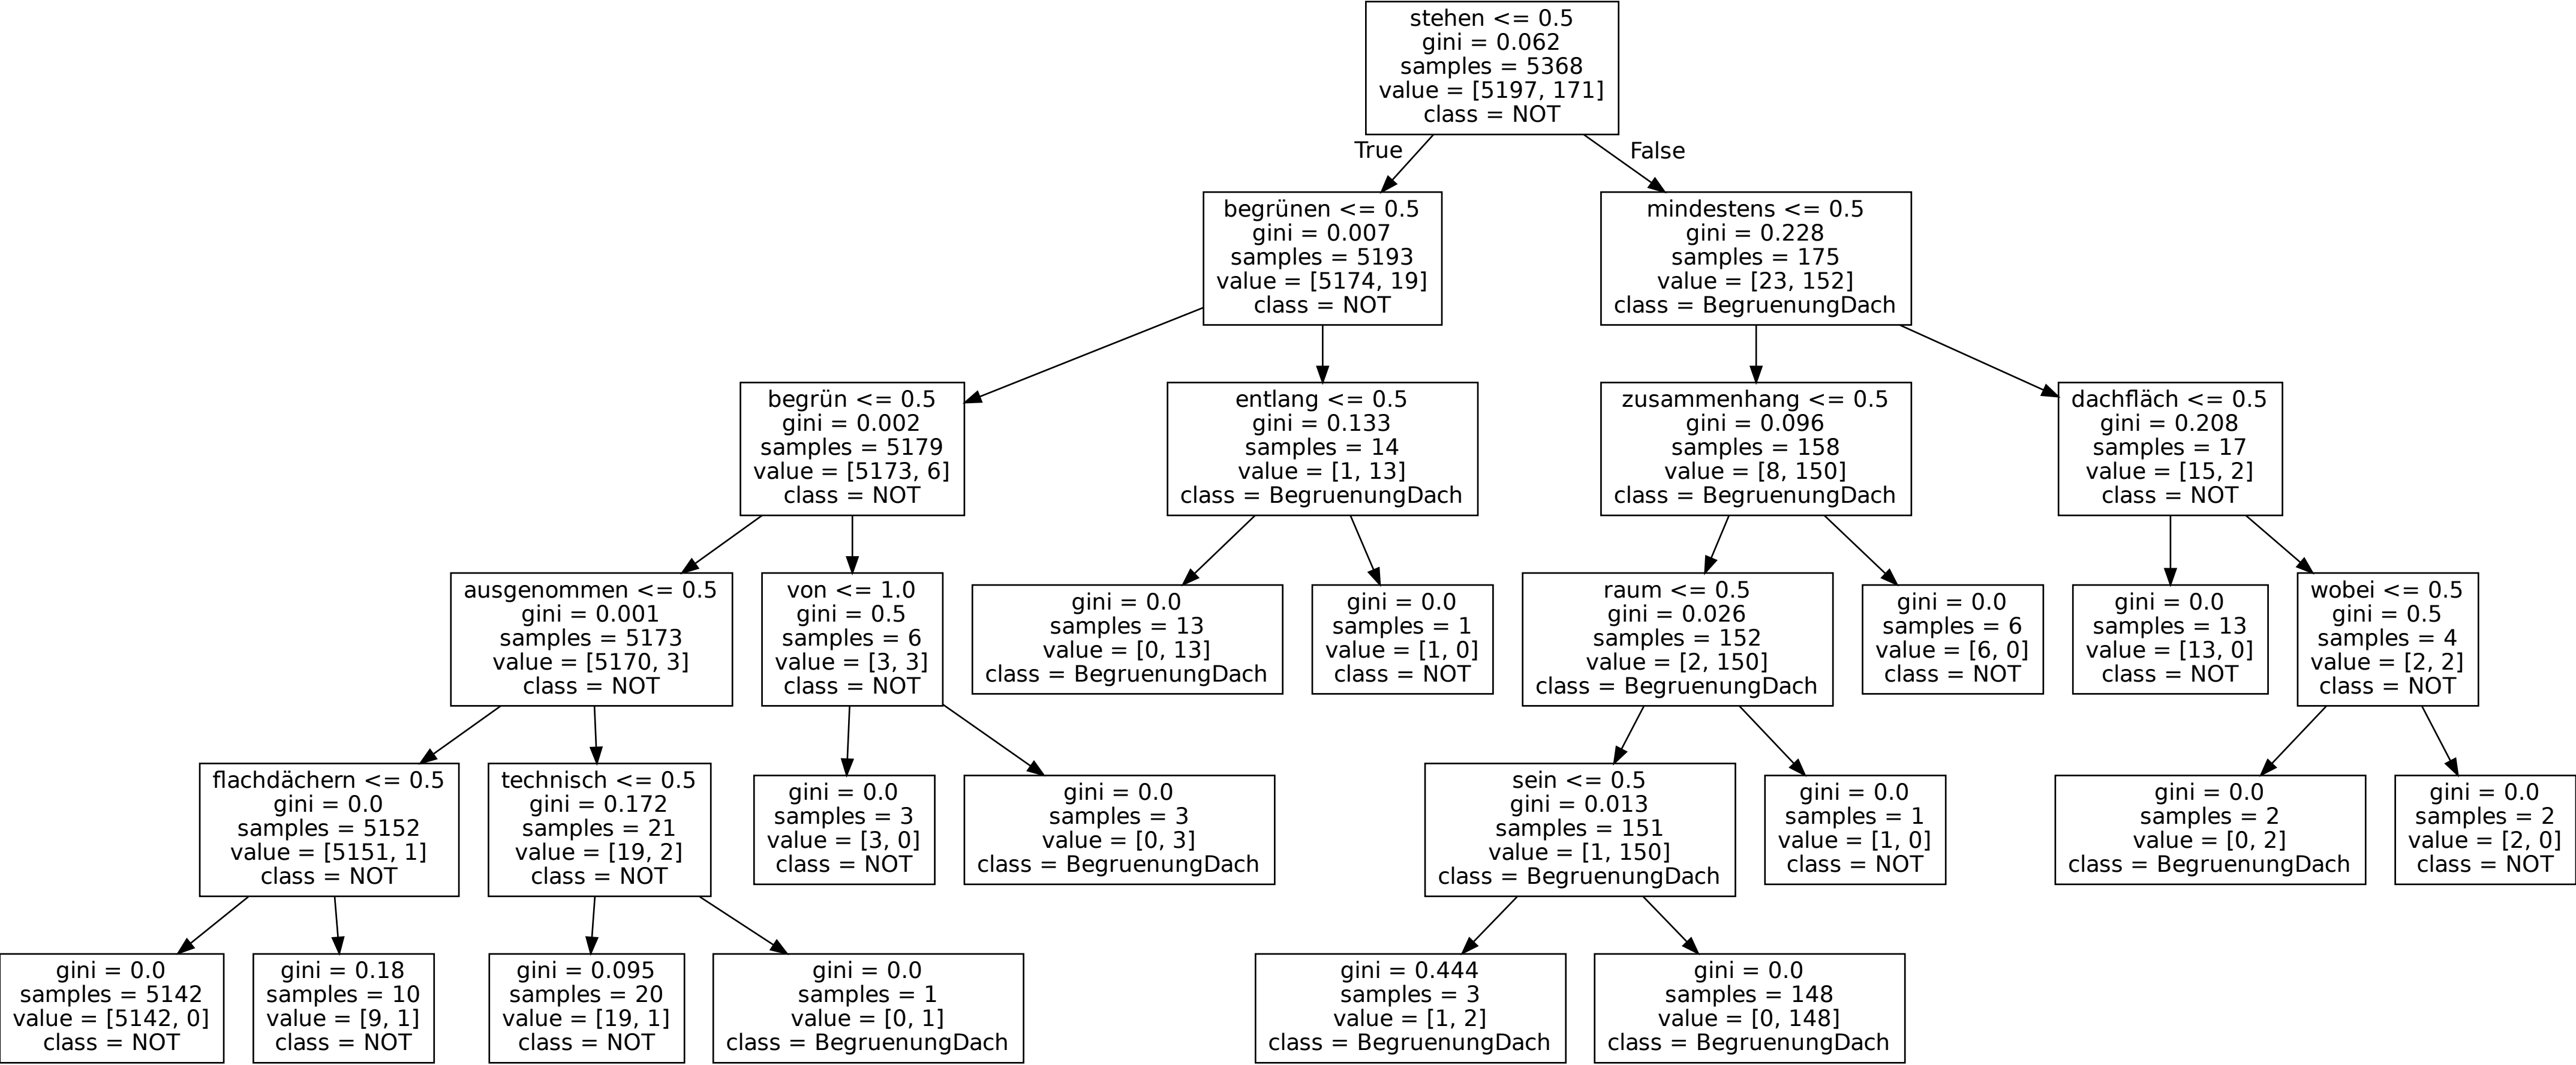 stehen <= 0.5
gini = 0.062
samples = 5368
value = [5197, 171]
class = NOT
True
False
begrünen <= 0.5
gini = 0.007
samples = 5193
value = [5174, 19]
class = NOT
mindestens <= 0.5
gini = 0.228
samples = 175
value = [23, 152]
class = BegruenungDach
begrün <= 0.5
gini = 0.002
samples = 5179
value = [5173, 6]
class = NOT
entlang <= 0.5
gini = 0.133
samples = 14
value = [1, 13]
class = BegruenungDach
zusammenhang <= 0.5
gini = 0.096
samples = 158
value = [8, 150]
class = BegruenungDach
dachfläch <= 0.5
gini = 0.208
samples = 17
value = [15, 2]
class = NOT
ausgenommen <= 0.5
gini = 0.001
samples = 5173
value = [5170, 3]
class = NOT
von <= 1.0
gini = 0.5
samples = 6
value = [3, 3]
class = NOT
gini = 0.0
samples = 13
value = [0, 13]
class = BegruenungDach
gini = 0.0
samples = 1
value = [1, 0]
class = NOT
raum <= 0.5
gini = 0.026
samples = 152
value = [2, 150]
class = BegruenungDach
gini = 0.0
samples = 6
value = [6, 0]
class = NOT
gini = 0.0
samples = 13
value = [13, 0]
class = NOT
wobei <= 0.5
gini = 0.5
samples = 4
value = [2, 2]
class = NOT
flachdächern <= 0.5
gini = 0.0
samples = 5152
value = [5151, 1]
class = NOT
technisch <= 0.5
gini = 0.172
samples = 21
value = [19, 2]
class = NOT
gini = 0.0
samples = 3
value = [3, 0]
class = NOT
gini = 0.0
samples = 3
value = [0, 3]
class = BegruenungDach
sein <= 0.5
gini = 0.013
samples = 151
value = [1, 150]
class = BegruenungDach
gini = 0.0
samples = 1
value = [1, 0]
class = NOT
gini = 0.0
samples = 2
value = [0, 2]
class = BegruenungDach
gini = 0.0
samples = 2
value = [2, 0]
class = NOT
gini = 0.0
samples = 5142
value = [5142, 0]
class = NOT
gini = 0.18
samples = 10
value = [9, 1]
class = NOT
gini = 0.095
samples = 20
value = [19, 1]
class = NOT
gini = 0.0
samples = 1
value = [0, 1]
class = BegruenungDach
gini = 0.444
samples = 3
value = [1, 2]
class = BegruenungDach
gini = 0.0
samples = 148
value = [0, 148]
class = BegruenungDach